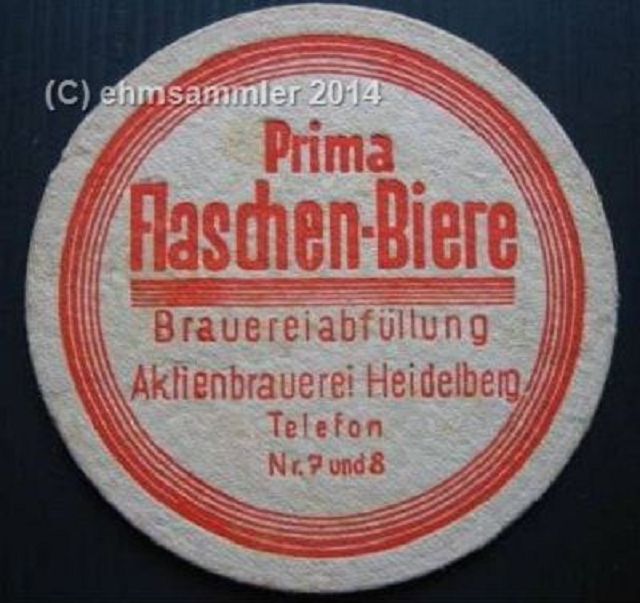 (C) ehmsammler 2014
Prima
Flaschen-Biere
Brauereiabfüllung
Aktienbrauerei Heidelberg
Telefon
Nr. 7 und 8